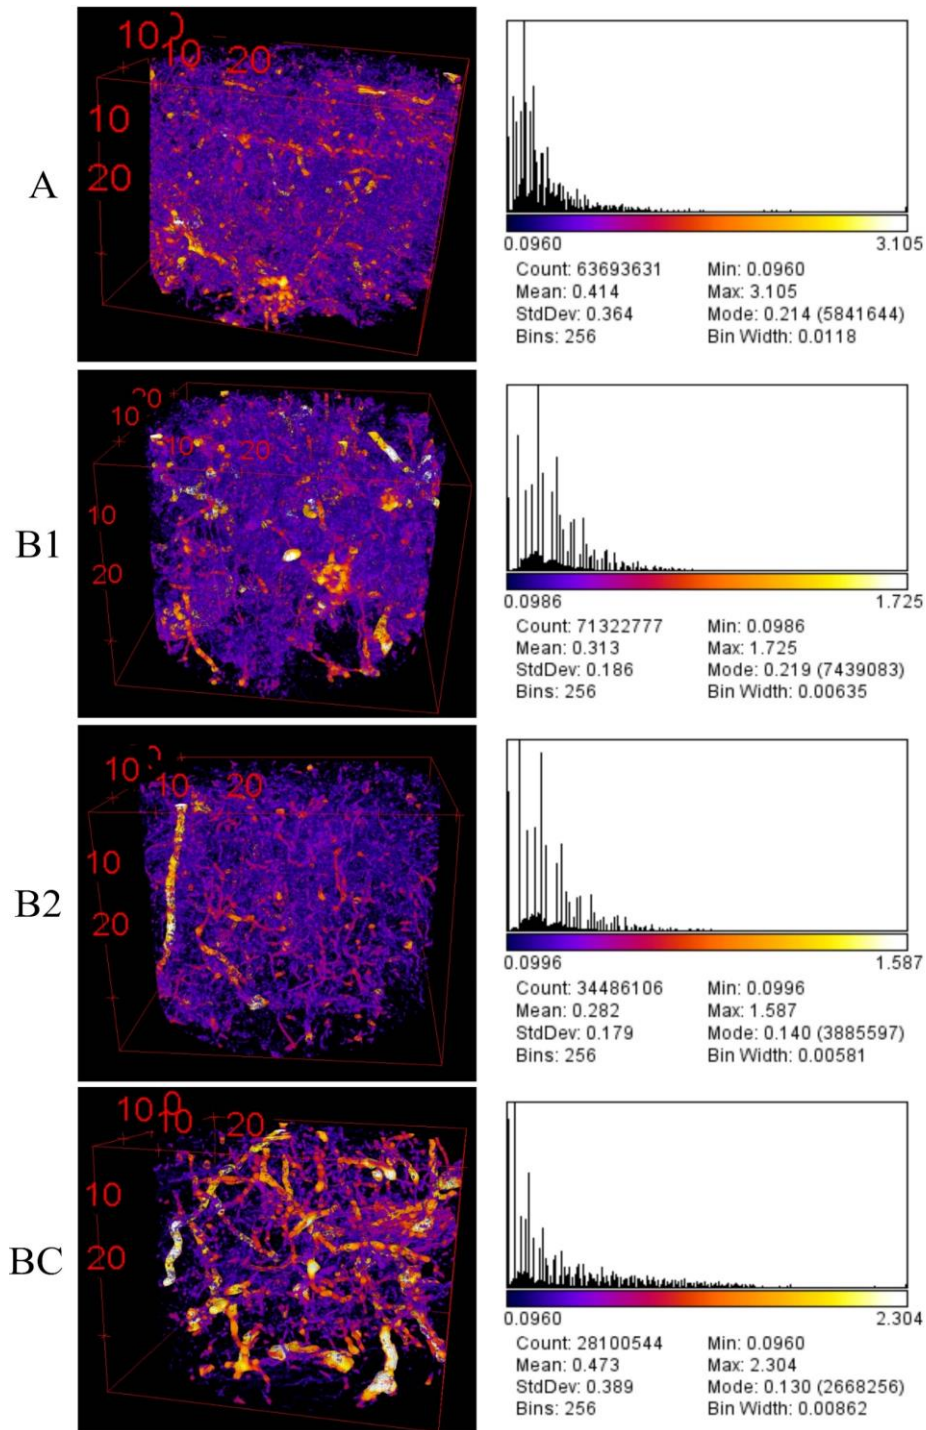 10 0
10 20
10
20
A
0.0960 3.105
Count: 63693631 Min: 0.0960
Mean: 0.414 Max: 3.105
StdDev: 0.364 Mode: 0.214 (5841644)
Bins: 256 Bin Width: 0.0118
20
10 10 20
10
20
B1
0.0986 1.725
Count: 71322777 Min: 0.0986
Mean: 0.313 Max: 1.725
StdDev: 0.186 Mode: 0.219 (7439083)
Bins: 256 Bin Width: 0.00635
10 0
10 20
10
20
B2
0.0996 1.587
Count: 34486106 Min: 0.0996
Mean: 0.282 Max: 1.587
StdDev: 0.179 Mode: 0.140 (3885597)
Bins: 256 Bin Width: 0.00581
10 0
10 20
10
20
BC
0.0960 2.304
Count: 28100544 Min: 0.0960
Mean: 0.473 Max: 2.304
StdDev: 0.389 Mode: 0.130 (2668256)
Bins: 256 Bin Width: 0.00862